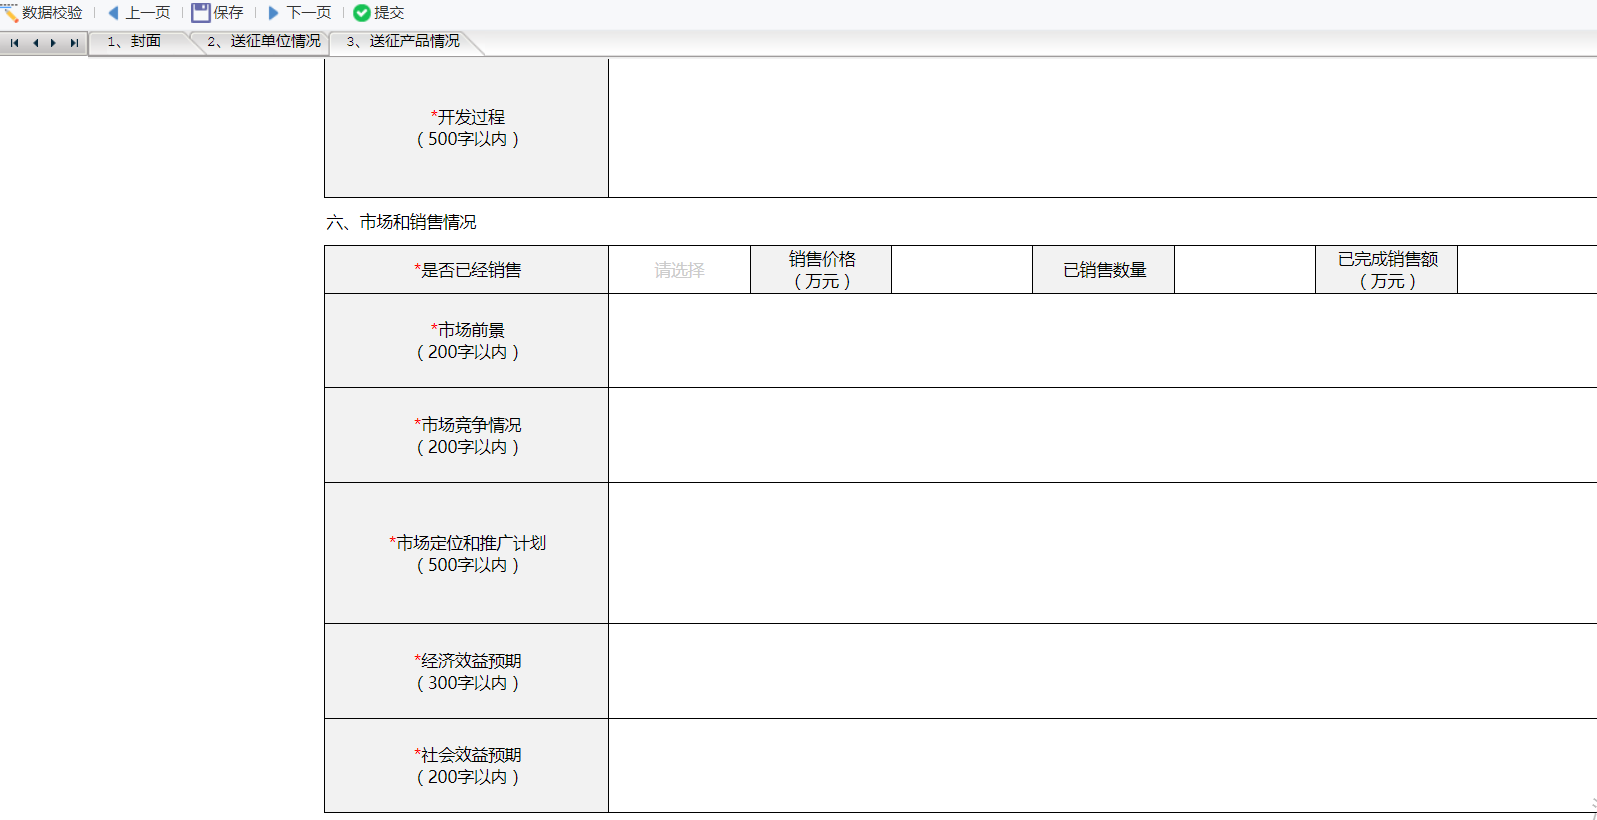 数据校验 上一页 保存 下一页 提交
1、封面 2、送征单位情况 3、送征产品情况
*开发过程
（500字以内）
六、市场和销售情况
*是否已经销售 请选择 销售价格
（万元） 已销售数量 已完成销售额
（万元）
*市场前景
（200字以内）
*市场竞争情况
（200字以内）
*市场定位和推广计划
（500字以内）
*经济效益预期
（300字以内）
*社会效益预期
（200字以内）